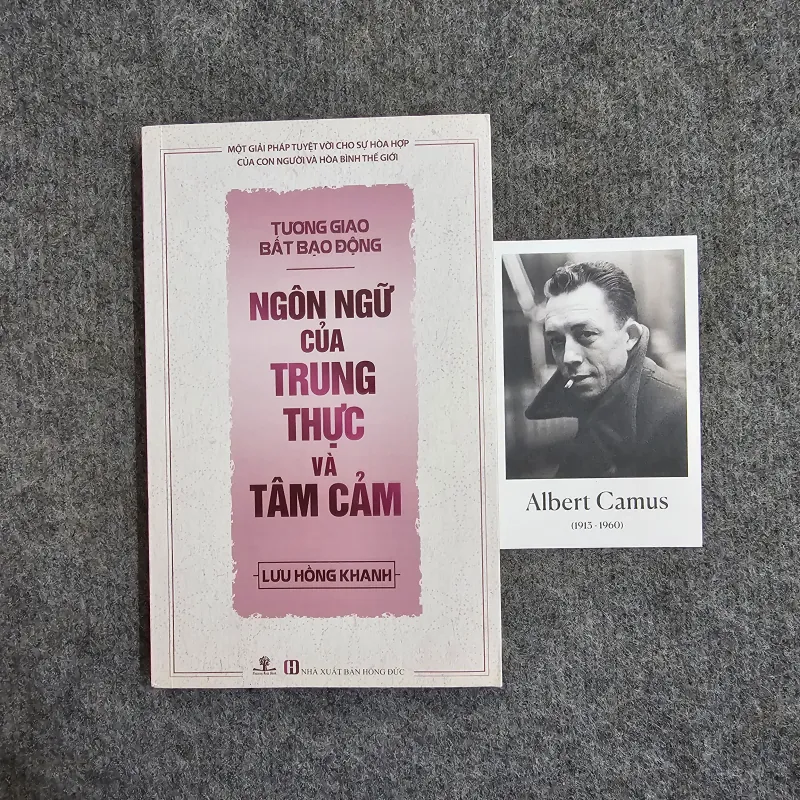 MỘT GIẢI PHÁP TUYỆT VỜI CHO SỰ HÒA HỢP
CỦA CON NGƯỜI VÀ HÒA BÌNH THẾ GIỚI
TƯƠNG GIAO
BẤT BẠO ĐỘNG
NGÔN NGỮ
CỦA
TRUNG
THỰC
VÀ
TÂM CẢM
LƯU HỒNG KHANH
NHÀ XUẤT BẢN HỒNG ĐỨC
Albert Camus
(1913 - 1960)